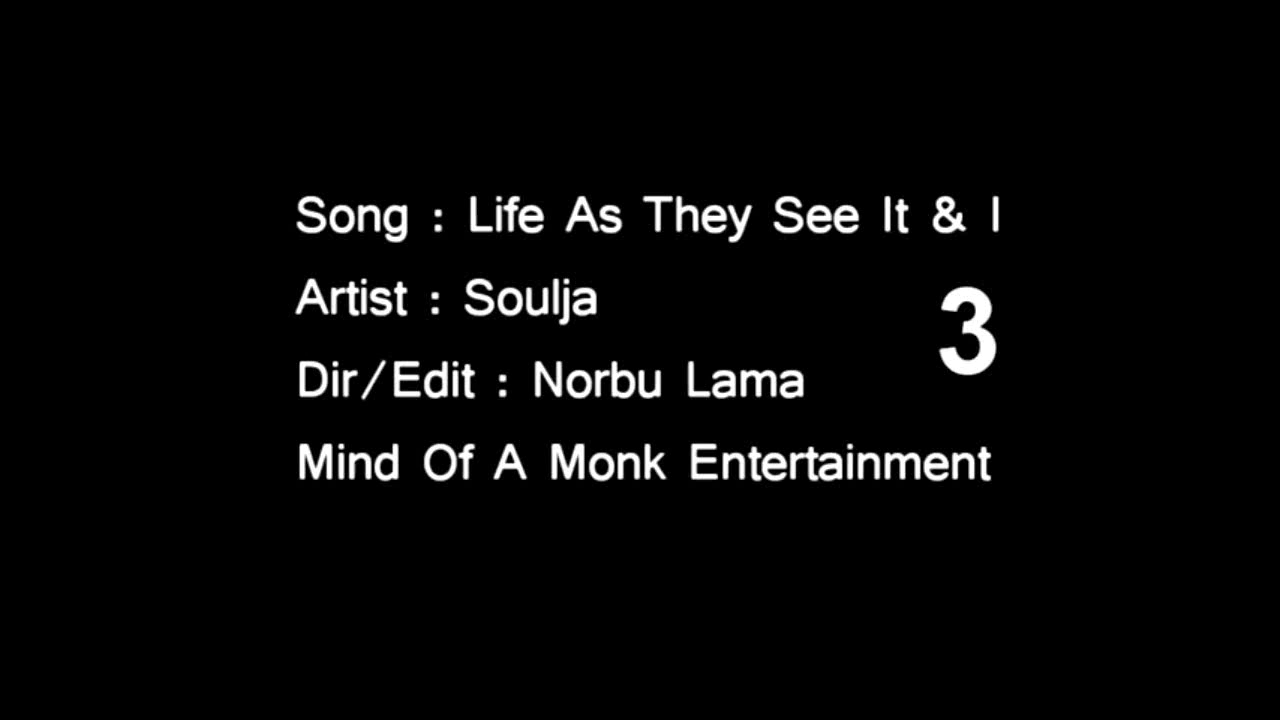 Song : Life As They See It & I
Artist : Soulja
3
Dir/Edit : Norbu Lama
Mind Of A Monk Entertainment